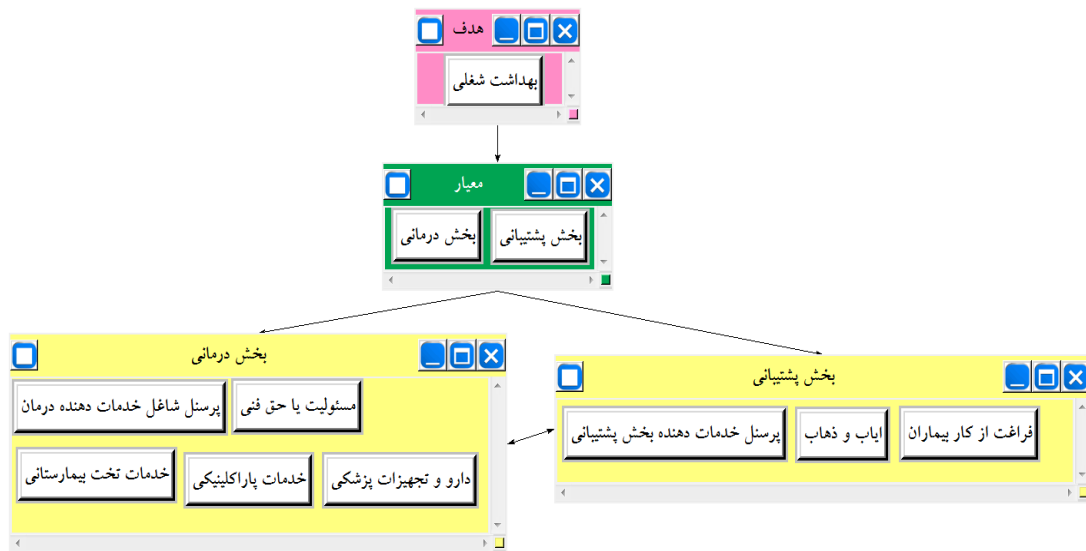 هدف
بهداشت شغلی
معیار
بخش پشتیبانی
بخش درمانی
بخش درمانی
مسئولیت یا حق فنی
پرسنل شاغل خدمات دهنده درمان
دارو و تجهیزات پزشکی
خدمات پاراکلینیکی
خدمات تخت بیمارستانی
بخش پشتیبانی
فراغت از کار بیماران
ایاب و ذهاب
پرسنل خدمات دهنده بخش پشتیبانی